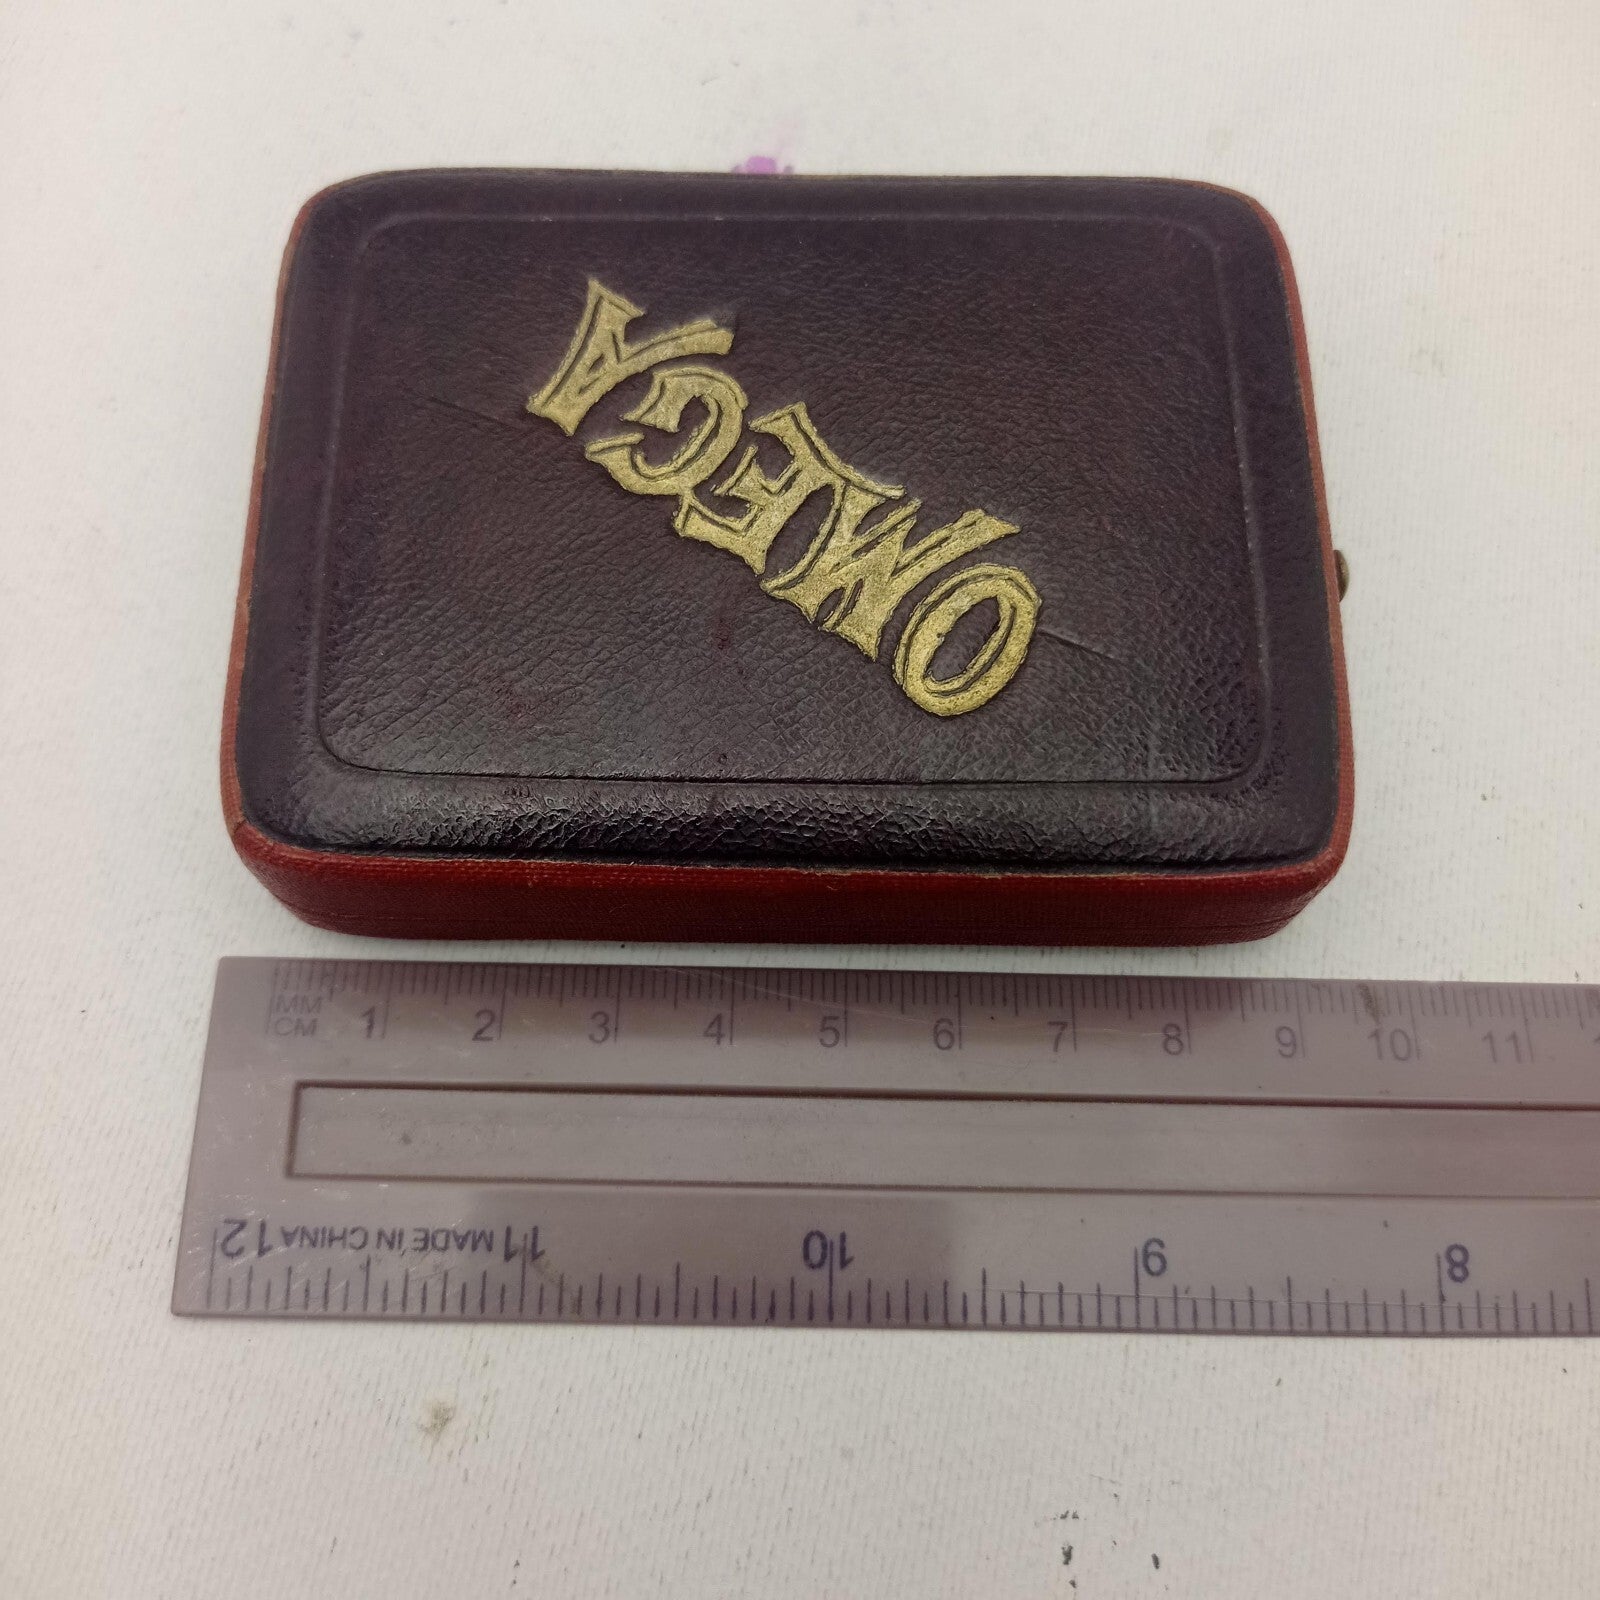 OMEGA
MM
CM 1 2 3 4 5 6 7 8 9 10 11
12 MADE IN CHINA 11 10 9 8